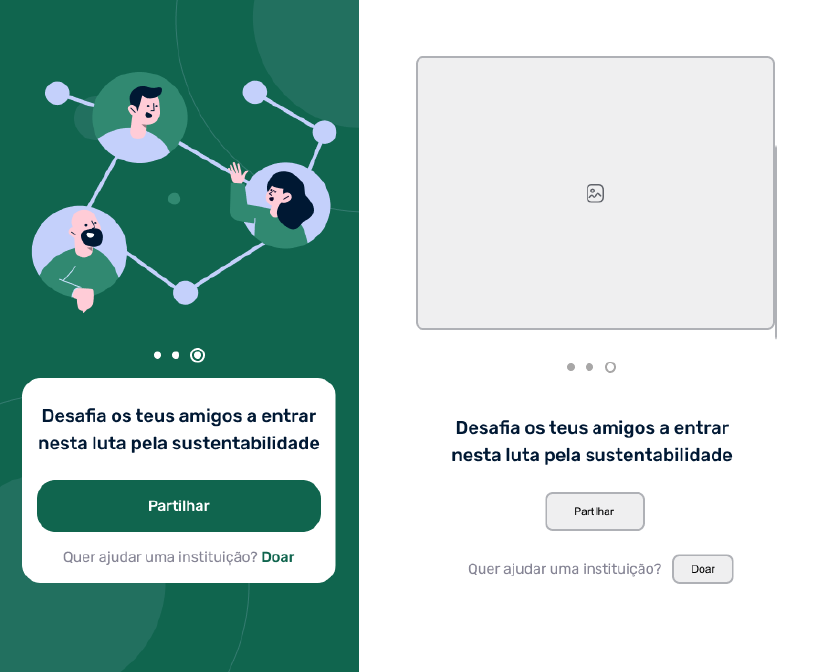 Desafia os teus amigos a entrar
nesta luta pela sustentabilidade
Partilhar
Quer ajudar uma instituição? Doar
Desafia os teus amigos a entrar
nesta luta pela sustentabilidade
Partilhar
Quer ajudar uma instituição? Doar